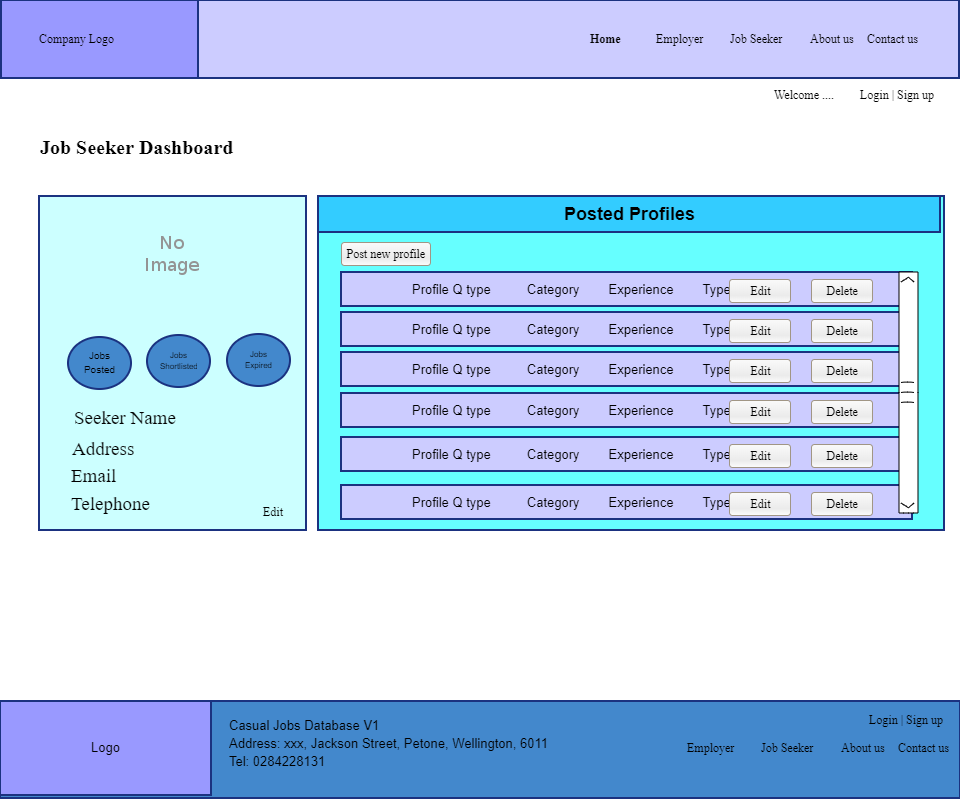 Company Logo
Home Employer Job Seeker About us Contact us
Welcome .... Login | Sign up
Job Seeker Dashboard
No
Image
Jobs
Posted
Jobs
Shortlisted
Jobs
Expired
Seeker Name
Address
Email
Telephone
Edit
Posted Profiles
Post new profile
Profile Q type Category Experience Type Edit Delete
Profile Q type Category Experience Type Edit Delete
Profile Q type Category Experience Type Edit Delete
Profile Q type Category Experience Type Edit Delete
Profile Q type Category Experience Type Edit Delete
Profile Q type Category Experience Type Edit Delete
Logo
Casual Jobs Database V1
Address: xxx, Jackson Street, Petone, Wellington, 6011
Tel: 0284228131
Login | Sign up
Employer Job Seeker About us Contact us